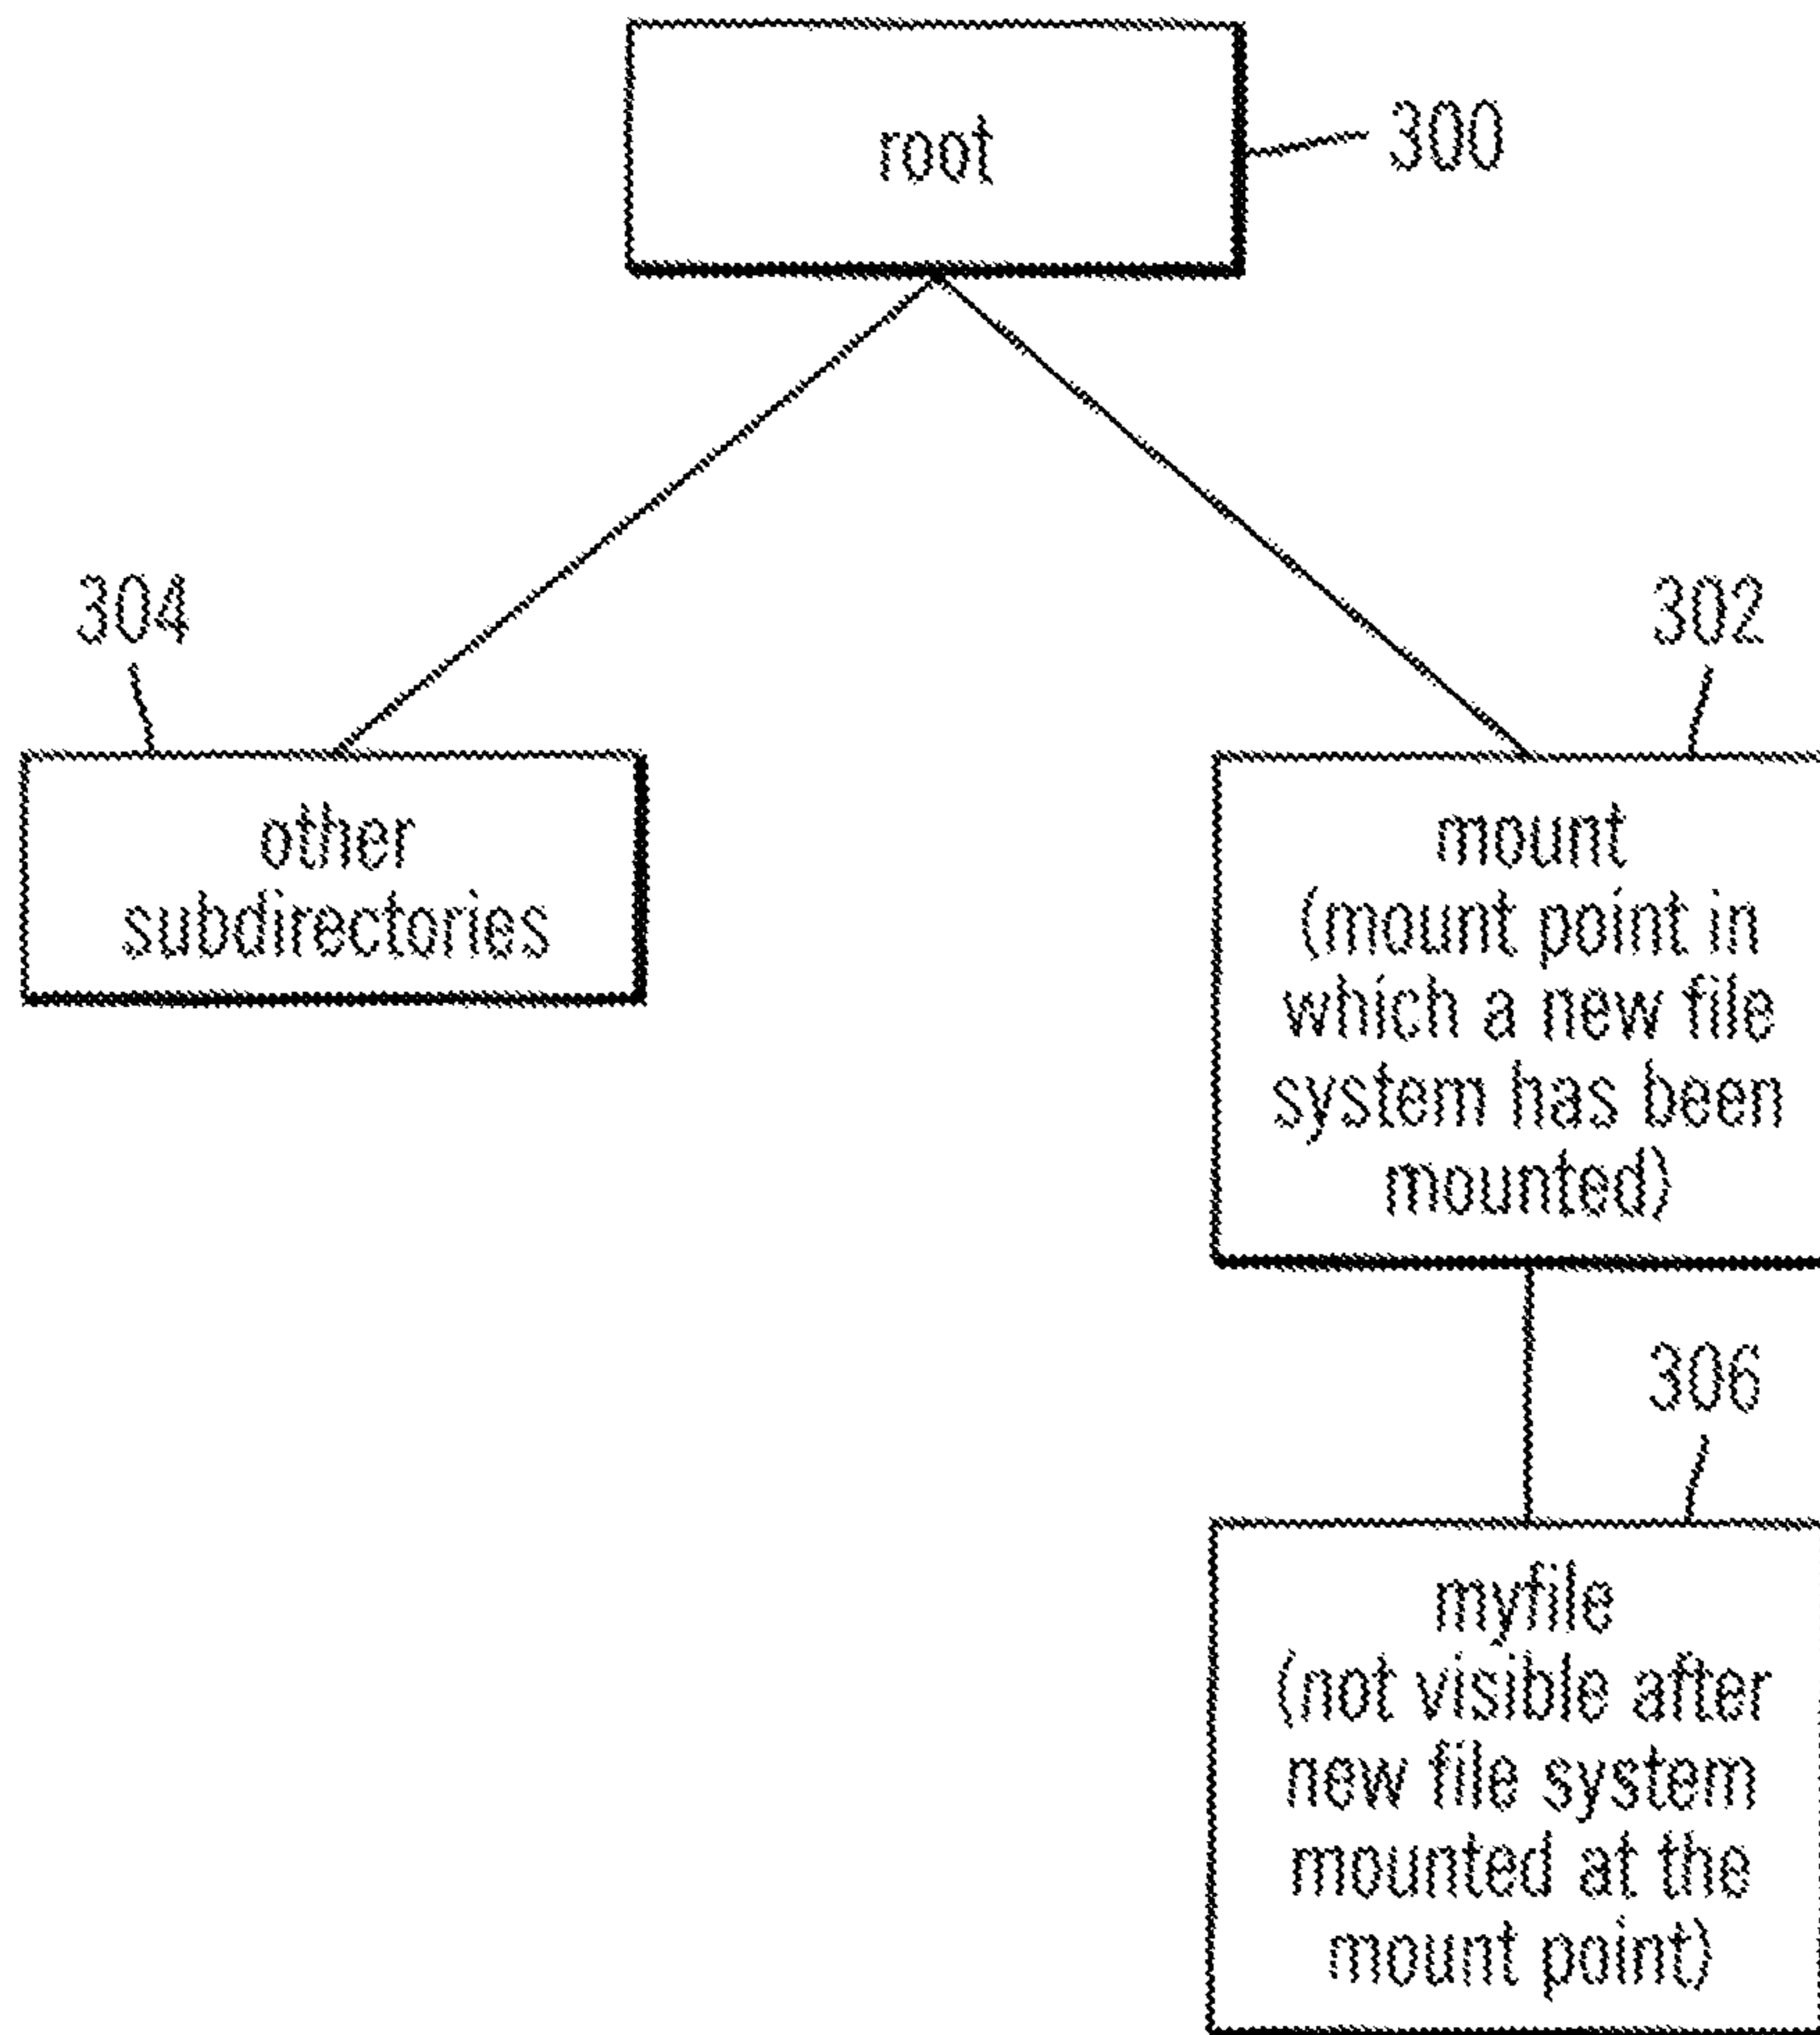 root
300
304
302
other
subdirectories
mount
(mount point in
which a new file
system has been
mounted)
306
myfile
(not visible after
new file system
mounted at the
mount point)